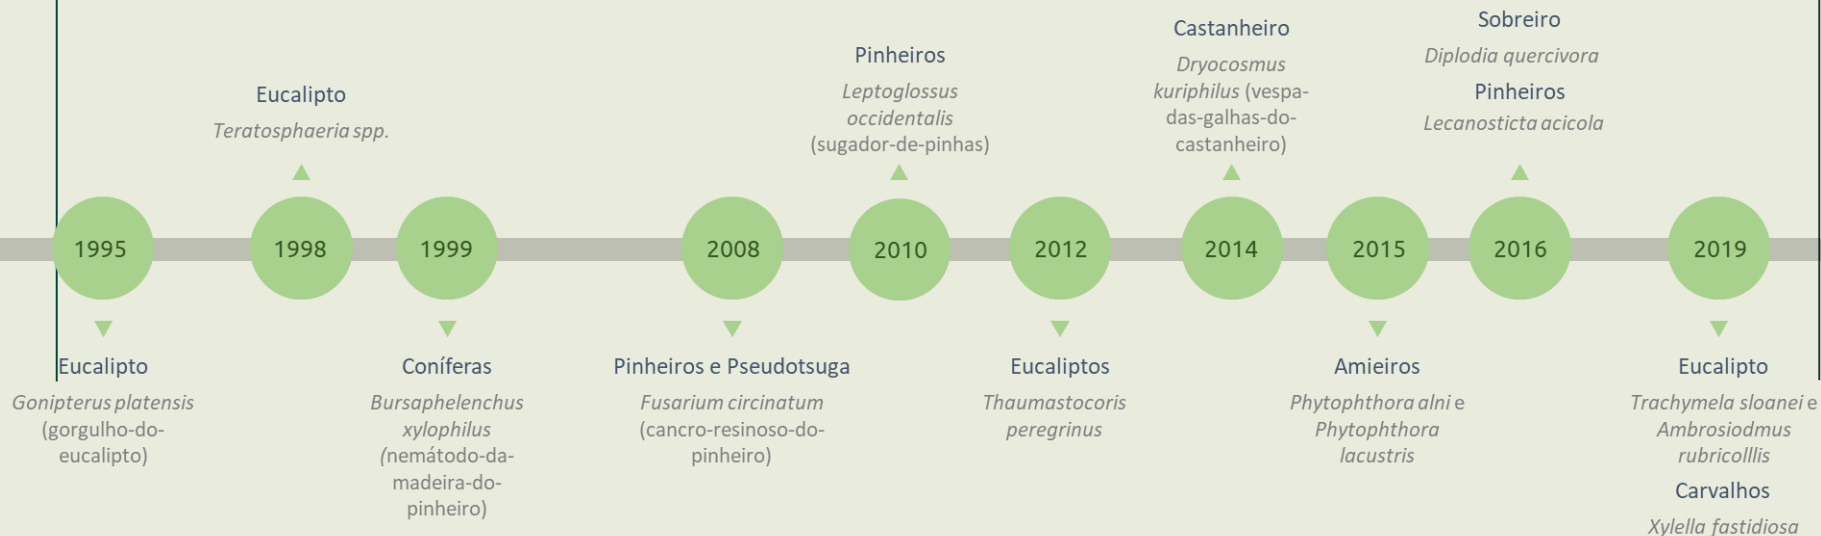 Eucalipto
Teratosphaeria spp.
Pinheiros
Leptoglossus
occidentalis
(sugador-de-pinhas)
Castanheiro
Dryocosmus
kuriphilus (vespa-
das-galhas-do-
castanheiro)
Sobreiro
Diplodia quercivora
Pinheiros
Lecanosticta acicola
1995
1998
1999
2008
2010
2012
2014
2015
2016
2019
Eucalipto
Gonipterus platensis
(gorgulho-do-
eucalipto)
Coníferas
Bursaphelenchus
xylophilus
(nemátodo-da-
madeira-do-
pinheiro)
Pinheiros e Pseudotsuga
Fusarium circinatum
(cancro-resinoso-do-
pinheiro)
Eucaliptos
Thaumastocoris
peregrinus
Amieiros
Phytophthora alni e
Phytophthora
lacustris
Eucalipto
Trachymela sloanei e
Ambrosiodmus
rubricolllis
Carvalhos
Xylella fastidiosa